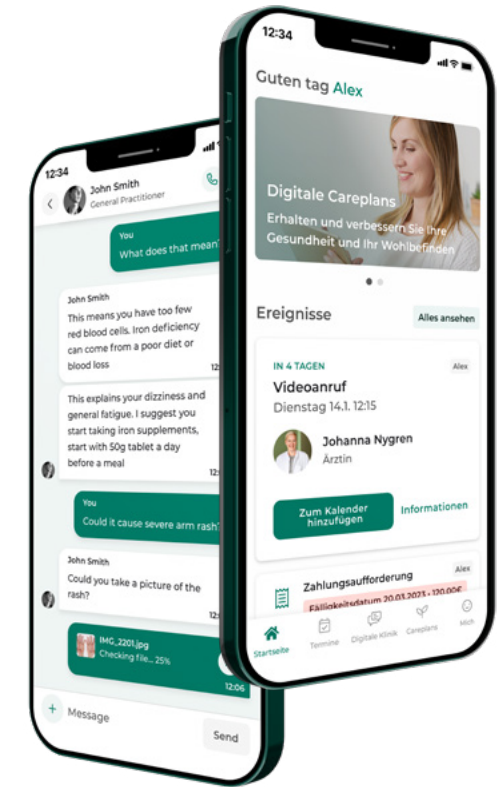 12:34
John Smith
General Practitioner
You
What does that mean?
John Smith
This means you have too few
red blood cells. Iron deficiency
can come from a poor diet or
blood loss
This explains your dizziness and
general fatigue. I suggest you
start taking iron supplements,
start with 50g tablet a day
before a meal
You
Could it cause severe arm rash?
John Smith
Could you take a picture of the
rash?
IMG_2201.jpg
Checking file... 25%
12:06
Message
Send
12:34
Guten tag Alex
Digitale Careplans
Erhalten und verbessern Sie Ihre
Gesundheit und Ihr Wohlbefinden
Ereignisse
Alles ansehen
IN 4 TAGEN
Alex
Videoanruf
Dienstag 14.1. 12:15
Johanna Nygren
Ärztin
Zum Kalender
hinzufügen
Informationen
Zahlungsaufforderung
Alex
Fälligkeitsdatum 20.03.2023 - 120.00€
Startseite
Termine
Digitale Klinik
Careplans
Mich